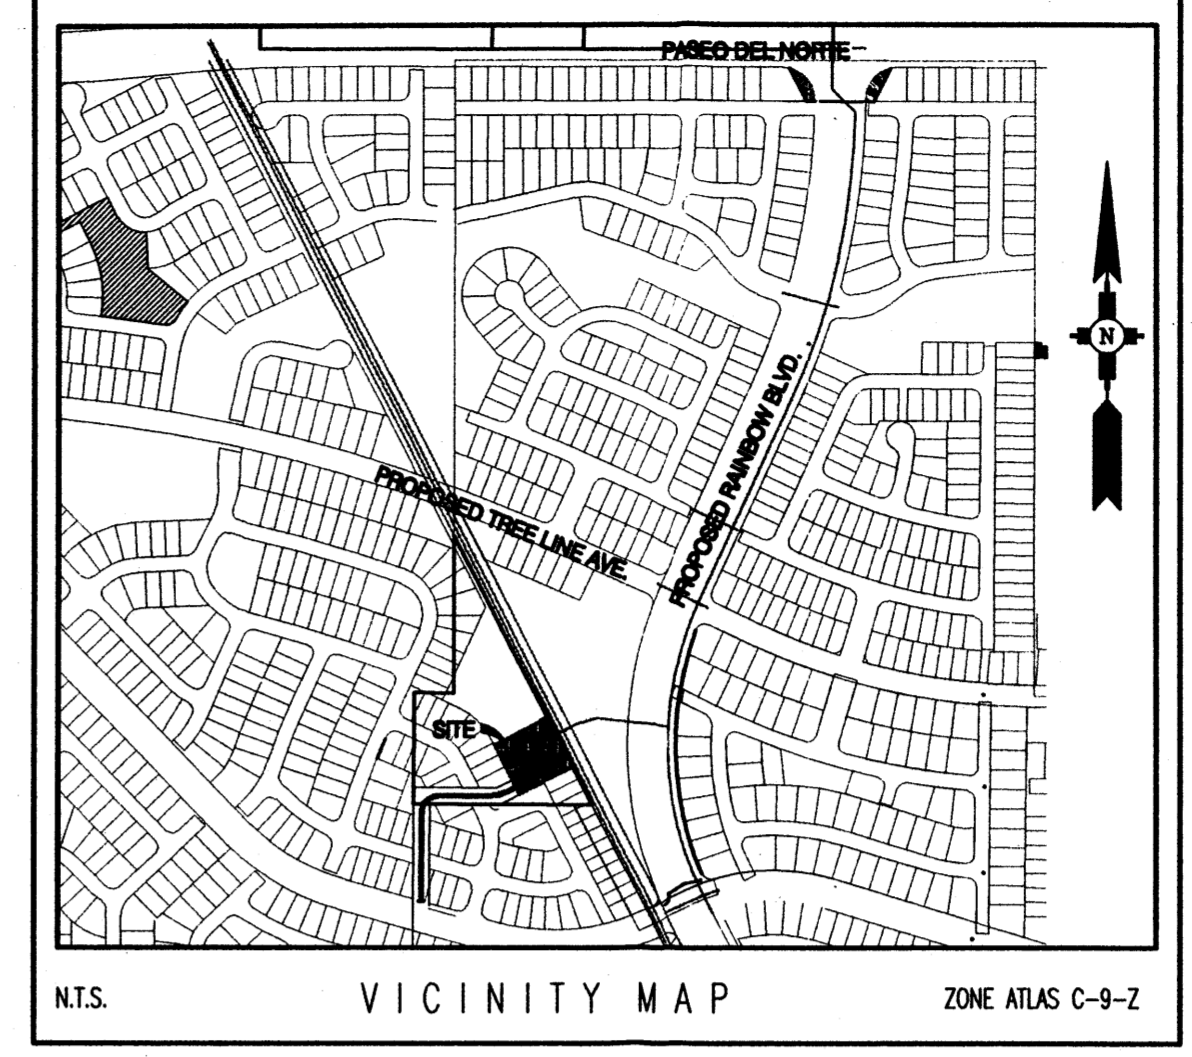 PASEO DEL NORTE
N
PROPOSED RAINBOW BLVD.
PROPOSED TREE LINE AVE.
SITE
N.T.S.
VICINITY MAP
ZONE ATLAS C-9-Z